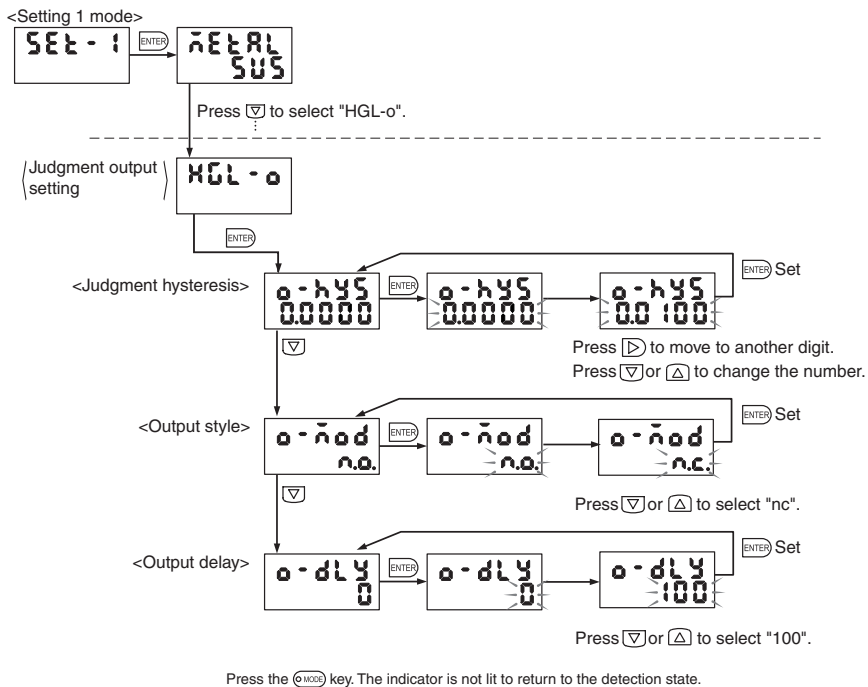 <Setting 1 mode>
SEt - 1
ENTER
METAL
SUS
Press ▽ to select "HGL-o".
Judgment output
setting
HGL - o
ENTER
<Judgment hysteresis>
o - hYS
0.0000
ENTER
o - hYS
0.0000
o - hYS
0.0100
ENTER Set
Press ▷ to move to another digit.
Press ▽ or △ to change the number.
▽
<Output style>
o - mod
n.o.
ENTER
o - mod
n.o.
o - mod
n.c.
ENTER Set
Press ▽ or △ to select "nc".
▽
<Output delay>
o - dLY
0
ENTER
o - dLY
0
o - dLY
100
ENTER Set
Press ▽ or △ to select "100".
Press the MODE key. The indicator is not lit to return to the detection state.